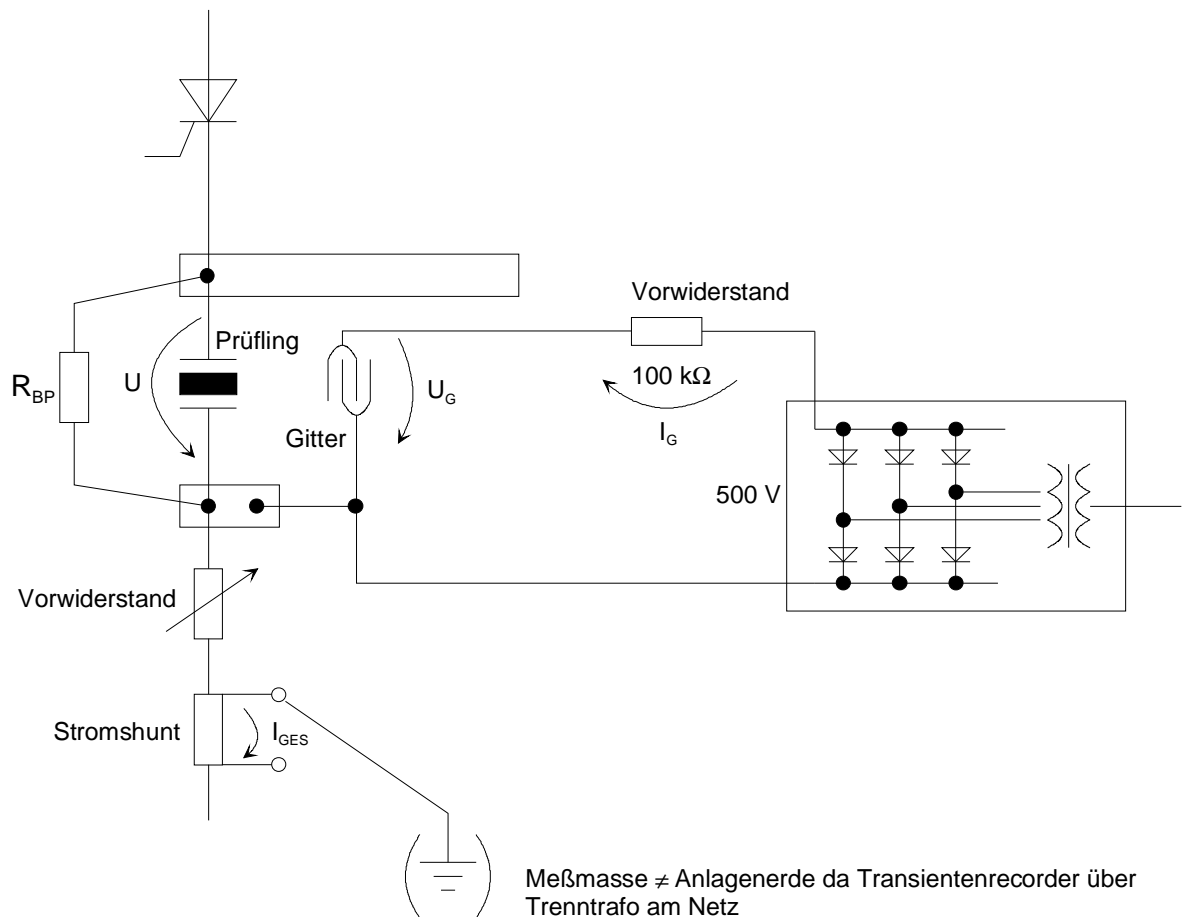 Vorwiderstand
Prüfling
100 kΩ
R_BP
U
U_G
I_G
Gitter
500 V
Vorwiderstand
Stromshunt
I_GES
Meßmasse ≠ Anlagenerde da Transientenrecorder über
Trenntrafo am Netz